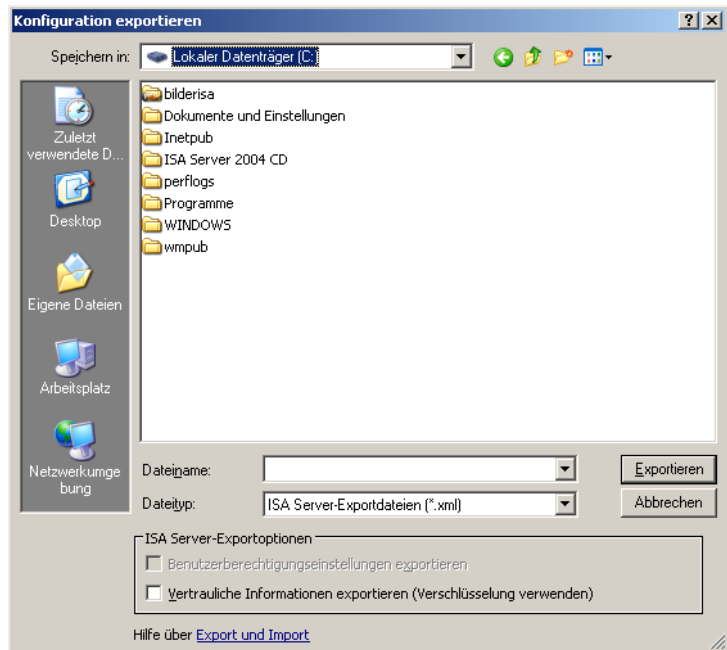 Konfiguration exportieren
Speichern in:
Lokaler Datenträger (C:)
Zuletzt
verwendete D...
Desktop
Eigene Dateien
Arbeitsplatz
Netzwerkumge
bung
bilderisa
Dokumente und Einstellungen
Inetpub
ISA Server 2004 CD
perflogs
Programme
WINDOWS
wmpub
Dateiname:
Exportieren
Dateityp:
ISA Server-Exportdateien (*.xml)
Abbrechen
ISA Server-Exportoptionen
Benutzerberechtigungseinstellungen exportieren
Vertrauliche Informationen exportieren (Verschlüsselung verwenden)
Hilfe über Export und Import